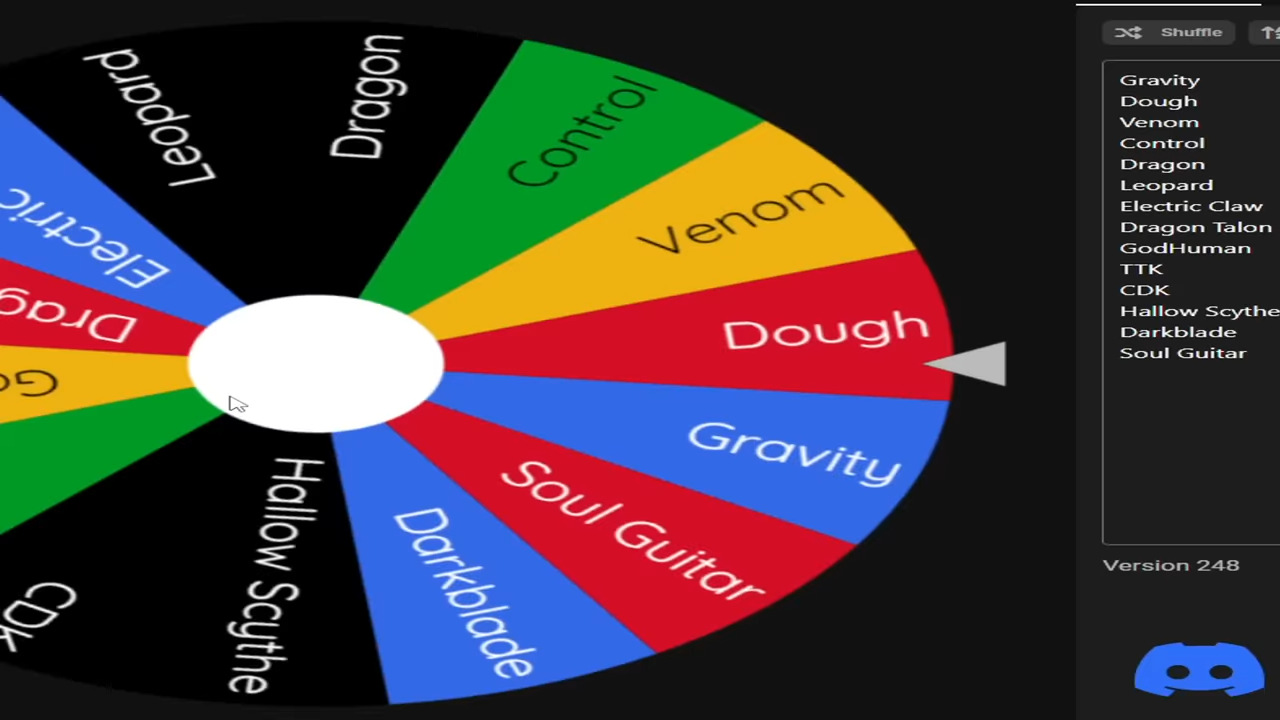 Leopard
Dragon
Control
Venom
Dough
Gravity
Soul Guitar
Darkblade
Hallow Scythe
CDK
Electric
Drag
Go
Shuffle
Gravity
Dough
Venom
Control
Dragon
Leopard
Electric Claw
Dragon Talon
GodHuman
TTK
CDK
Hallow Scythe
Darkblade
Soul Guitar
Version 248